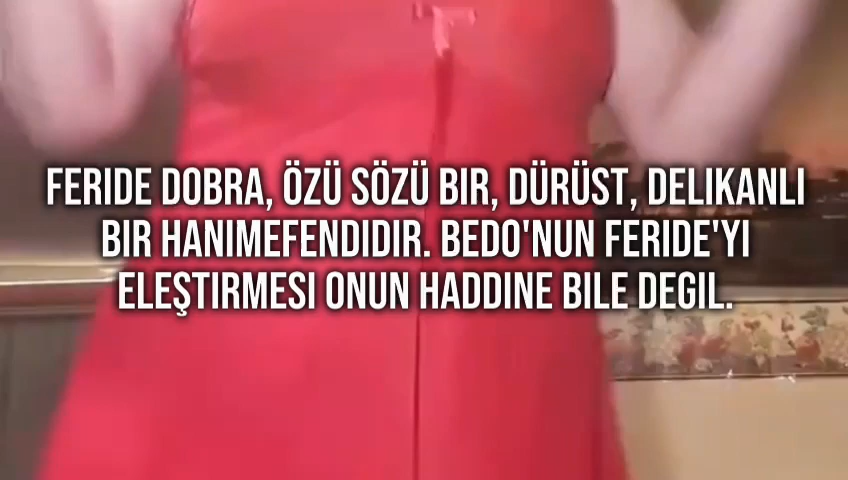 FERIDE DOBRA, ÖZÜ SÖZÜ BIR, DÜRÜST, DELIKANLI
BIR HANIMEFENDIDIR. BEDO'NUN FERIDE'YI
ELEŞTIRMESI ONUN HADDINE BILE DEGIL.